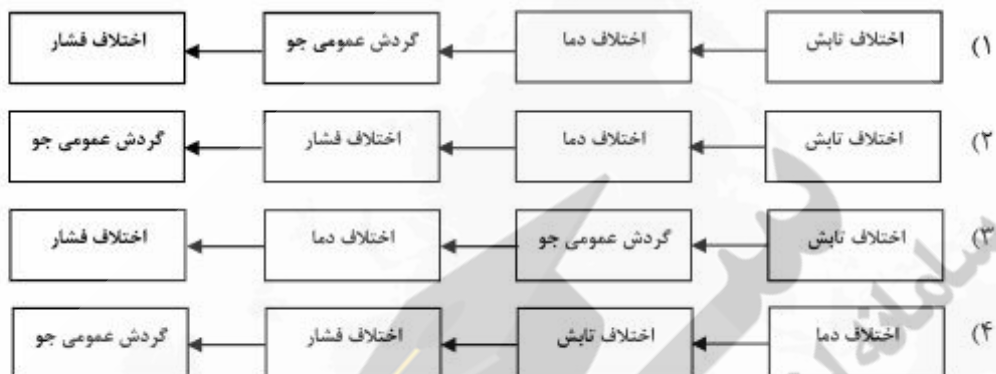 ۱) اختلاف تابش اختلاف دما گردش عمومی جو اختلاف فشار
۲) اختلاف تابش اختلاف دما اختلاف فشار گردش عمومی جو
۳) اختلاف تابش گردش عمومی جو اختلاف دما اختلاف فشار
۴) اختلاف دما اختلاف تابش اختلاف فشار گردش عمومی جو
سامانه